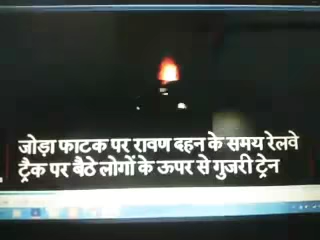 जोड़ा फाटक पर रावण दहन के समय रेलवे
ट्रैक पर बैठे लोगों के ऊपर से गुजरी ट्रेन